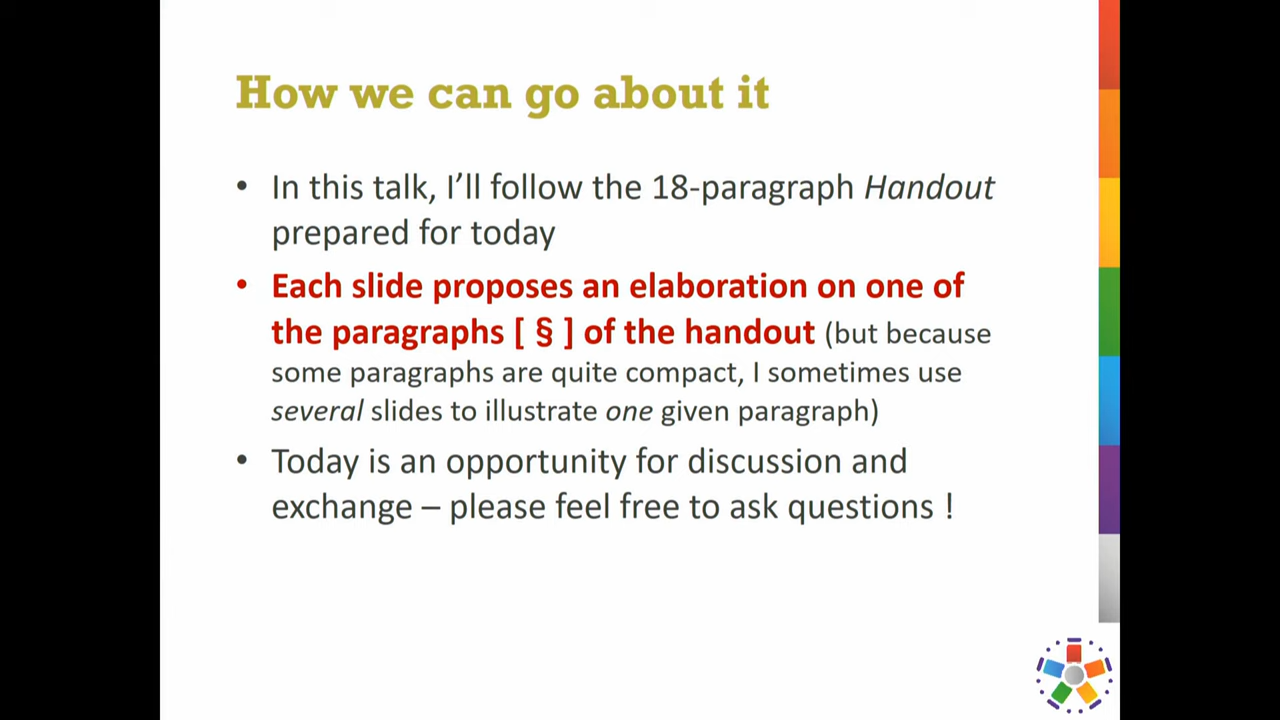 How we can go about it
• In this talk, I’ll follow the 18-paragraph Handout
prepared for today
• Each slide proposes an elaboration on one of
the paragraphs [ § ] of the handout (but because
some paragraphs are quite compact, I sometimes use
several slides to illustrate one given paragraph)
• Today is an opportunity for discussion and
exchange – please feel free to ask questions !